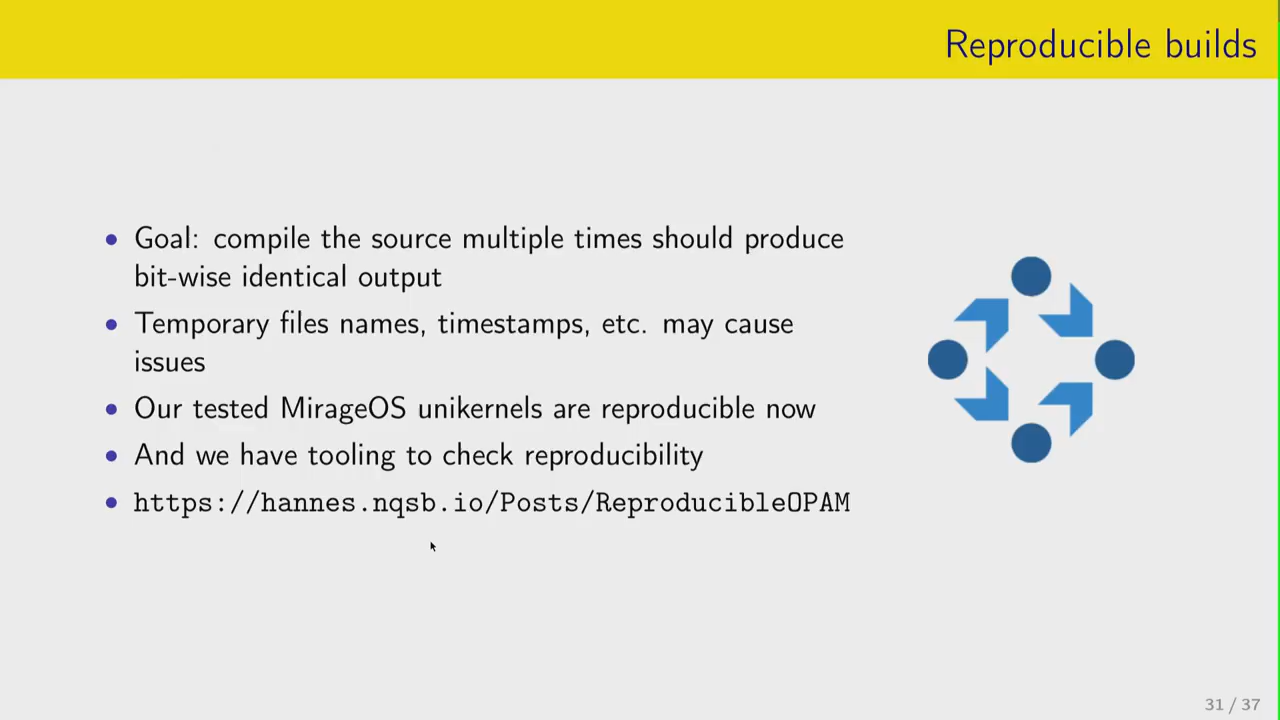 Reproducible builds
• Goal: compile the source multiple times should produce
bit-wise identical output
• Temporary files names, timestamps, etc. may cause
issues
• Our tested MirageOS unikernels are reproducible now
• And we have tooling to check reproducibility
• https://hannes.nqsb.io/Posts/ReproducibleOPAM
31 / 37